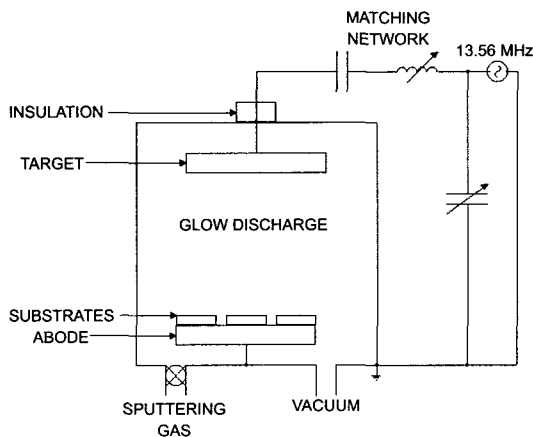 MATCHING
NETWORK
13.56 MHz
INSULATION
TARGET
GLOW DISCHARGE
SUBSTRATES
ABODE
SPUTTERING
GAS
VACUUM